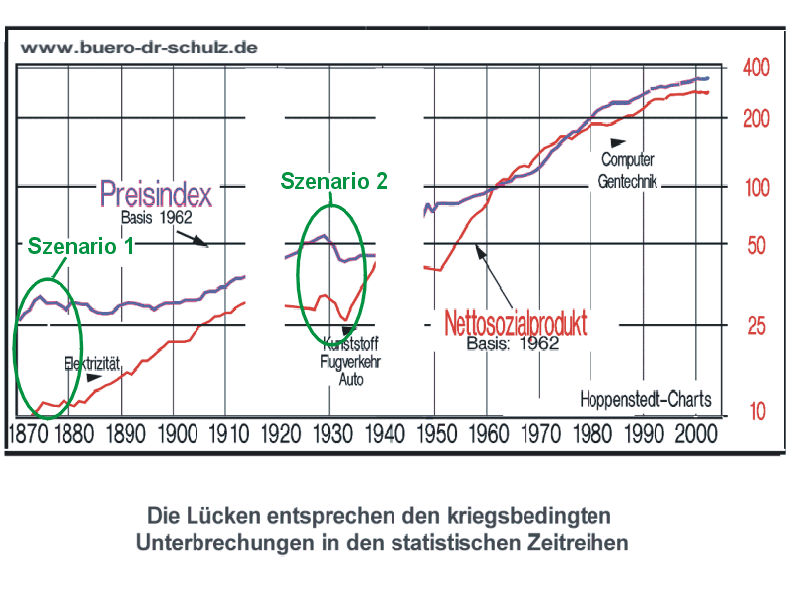 www.buero-dr-schulz.de
400
200
100
50
25
10
Szenario 2
Preisindex
Basis 1962
Szenario 1
Computer
Gentechnik
Elektrizität
Kunststoff
Fugverkehr
Auto
Nettosozialprodukt
Basis: 1962
Hoppenstedt-Charts
1870 1880 1890 1900 1910 1920 1930 1940 1950 1960 1970 1980 1990 2000
Die Lücken entsprechen den kriegsbedingten
Unterbrechungen in den statistischen Zeitreihen